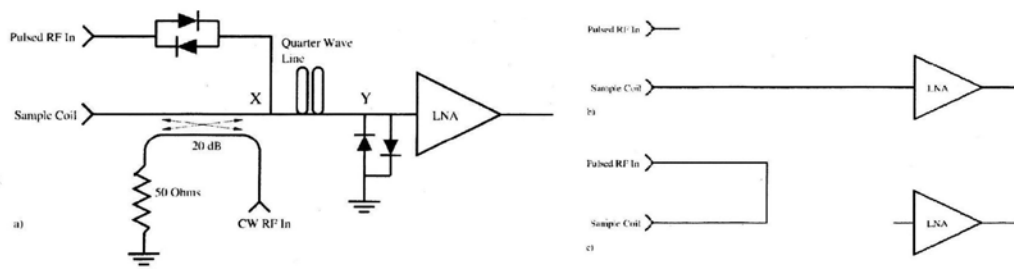 Pulsed RF In
Quarter Wave
Line
X
Y
Sample Coil
LNA
20 dB
50 Ohms
CW RF In
a)
Pulsed RF In
Sample Coil
LNA
b)
Pulsed RF In
Sample Coil
LNA
c)